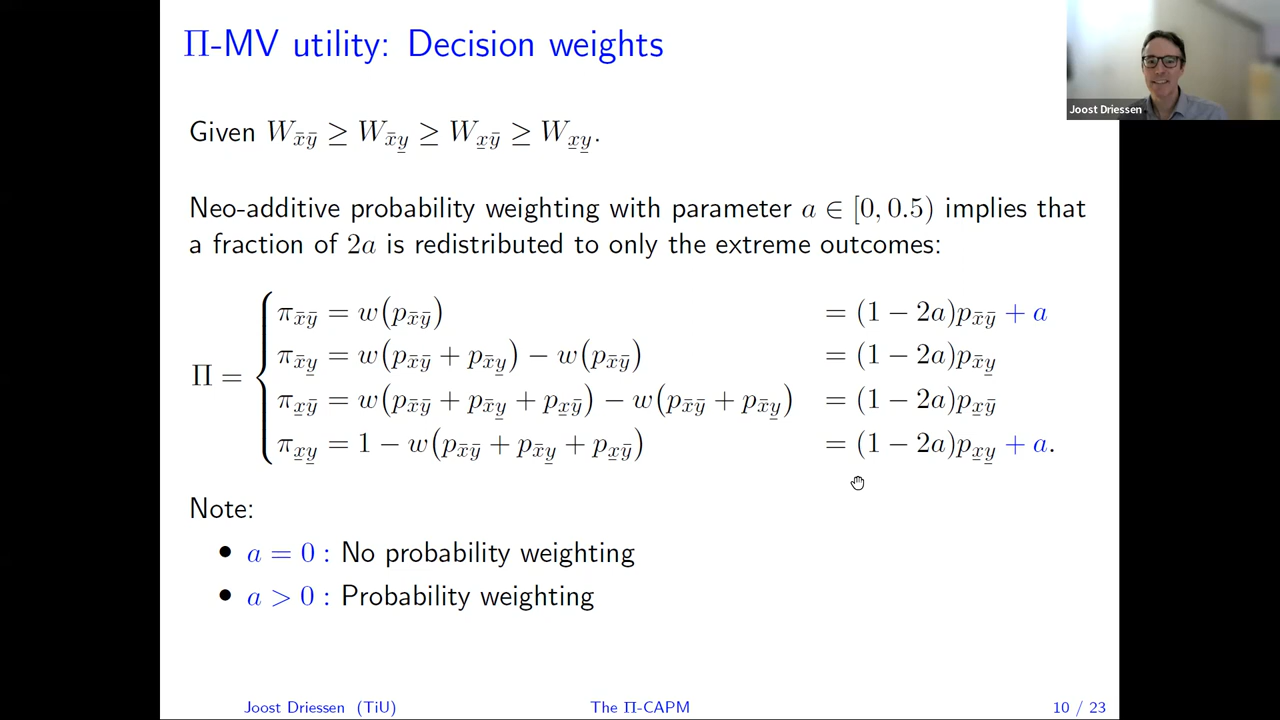 Π-MV utility: Decision weights
Joost Driessen
Given W_{x̄ȳ} ≥ W_{x̄y̲} ≥ W_{x̲ȳ} ≥ W_{x̲y̲}.
Neo-additive probability weighting with parameter a ∈ [0, 0.5) implies that
a fraction of 2a is redistributed to only the extreme outcomes:
Π = { π_{x̄ȳ} = w(p_{x̄ȳ}) = (1 − 2a)p_{x̄ȳ} + a
π_{x̄y̲} = w(p_{x̄ȳ} + p_{x̄y̲}) − w(p_{x̄ȳ}) = (1 − 2a)p_{x̄y̲}
π_{x̲ȳ} = w(p_{x̄ȳ} + p_{x̄y̲} + p_{x̲ȳ}) − w(p_{x̄ȳ} + p_{x̄y̲}) = (1 − 2a)p_{x̲ȳ}
π_{x̲y̲} = 1 − w(p_{x̄ȳ} + p_{x̄y̲} + p_{x̲ȳ}) = (1 − 2a)p_{x̲y̲} + a.
Note:
• a = 0 : No probability weighting
• a > 0 : Probability weighting
Joost Driessen (TiU) The Π-CAPM 10 / 23